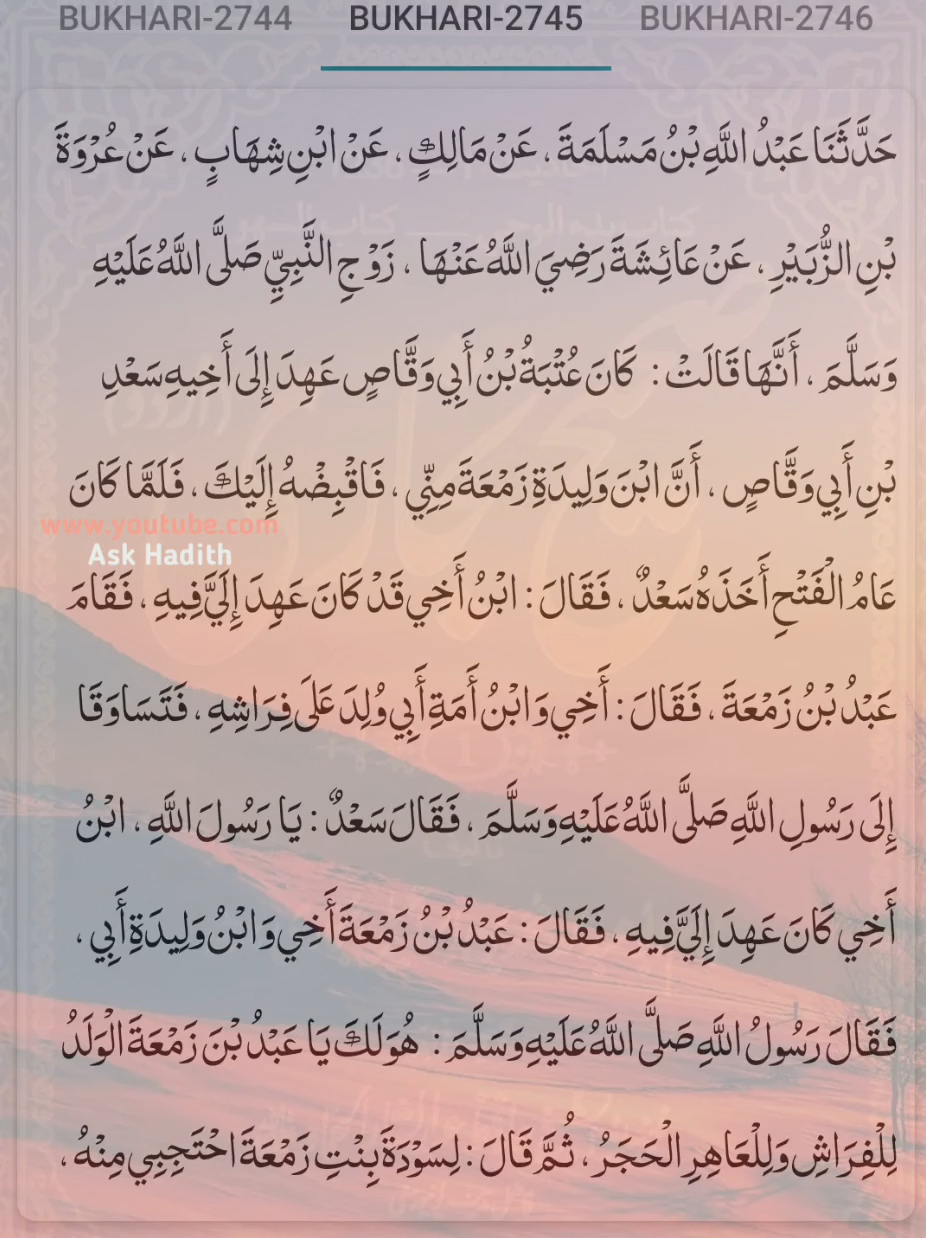 BUKHARI-2744 BUKHARI-2745 BUKHARI-2746
حَدَّثَنَا عَبْدُ اللَّهِ بْنُ مَسْلَمَةَ ، عَنْ مَالِكٍ ، عَنْ ابْنِ شِهَابٍ ، عَنْ عُرْوَةَ
بْنِ الزُّبَيْرِ ، عَنْ عَائِشَةَ رَضِيَ اللَّهُ عَنْهَا ، زَوْجِ النَّبِيِّ صَلَّى اللَّهُ عَلَيْهِ
وَسَلَّمَ ، أَنَّهَا قَالَتْ : كَانَ عُتْبَةُ بْنُ أَبِي وَقَّاصٍ عَهِدَ إِلَى أَخِيهِ سَعْدِ
بْنِ أَبِي وَقَّاصٍ ، أَنَّ ابْنَ وَلِيدَةِ زَمْعَةَ مِنِّي ، فَاقْبِضْهُ إِلَيْكَ ، فَلَمَّا كَانَ
www.youtube.com
Ask Hadith
عَامُ الْفَتْحِ أَخَذَهُ سَعْدٌ ، فَقَالَ : ابْنُ أَخِي قَدْ كَانَ عَهِدَ إِلَيَّ فِيهِ ، فَقَامَ
عَبْدُ بْنُ زَمْعَةَ ، فَقَالَ : أَخِي وَابْنُ أَمَةِ أَبِي وُلِدَ عَلَى فِرَاشِهِ ، فَتَسَاوَقَا
إِلَى رَسُولِ اللَّهِ صَلَّى اللَّهُ عَلَيْهِ وَسَلَّمَ ، فَقَالَ سَعْدٌ : يَا رَسُولَ اللَّهِ ، ابْنُ
أَخِي كَانَ عَهِدَ إِلَيَّ فِيهِ ، فَقَالَ : عَبْدُ بْنُ زَمْعَةَ أَخِي وَابْنُ وَلِيدَةِ أَبِي ،
فَقَالَ رَسُولُ اللَّهِ صَلَّى اللَّهُ عَلَيْهِ وَسَلَّمَ : هُوَ لَكَ يَا عَبْدُ بْنَ زَمْعَةَ الْوَلَدُ
لِلْفِرَاشِ وَلِلْعَاهِرِ الْحَجَرُ ، ثُمَّ قَالَ : لِسَوْدَةَ بِنْتِ زَمْعَةَ احْتَجِبِي مِنْهُ ،